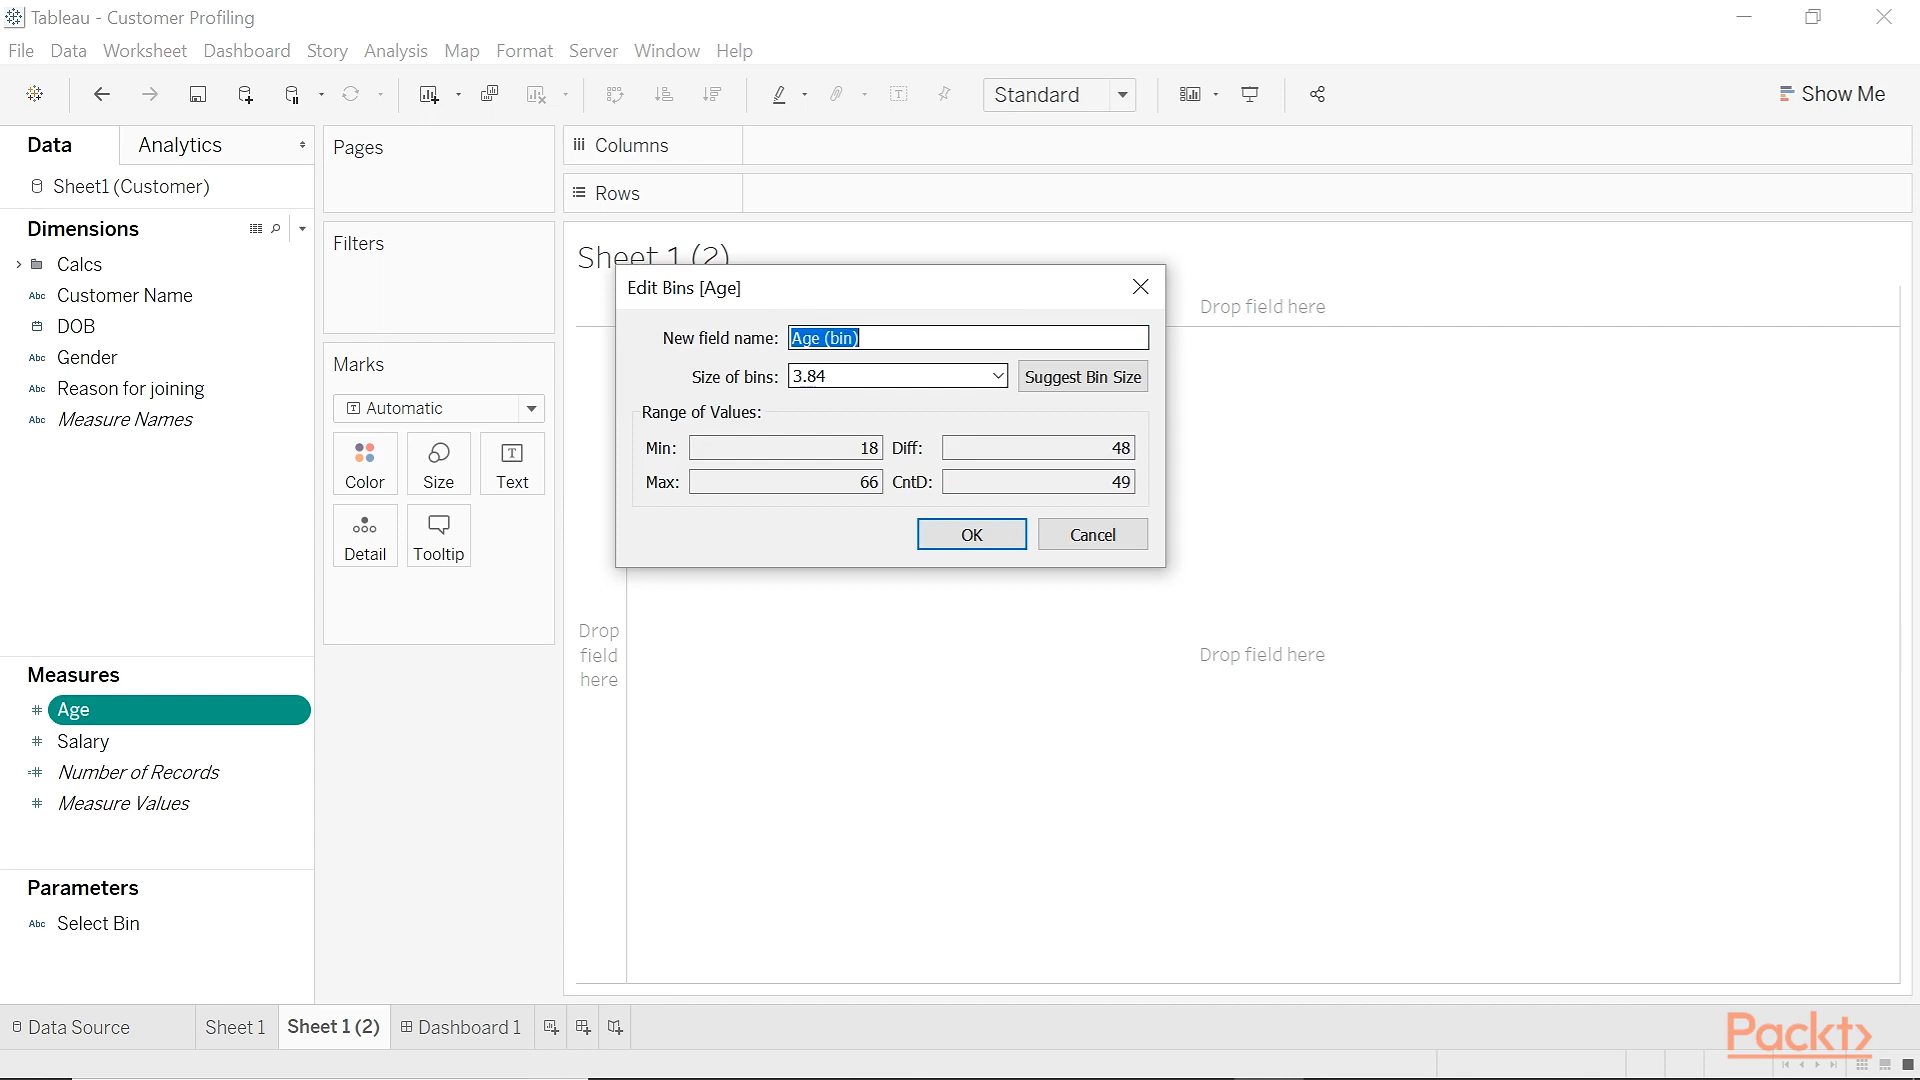 Tableau - Customer Profiling
File Data Worksheet Dashboard Story Analysis Map Format Server Window Help
Standard
Show Me
Data
Analytics
Sheet1 (Customer)
Dimensions
Calcs
Abc Customer Name
DOB
Abc Gender
Abc Reason for joining
Abc Measure Names
Measures
Age
Salary
Number of Records
Measure Values
Parameters
Abc Select Bin
Pages
Filters
Marks
Automatic
Color
Size
Text
Detail
Tooltip
Columns
Rows
Sheet 1 (2)
Drop field here
Drop
field
here
Drop field here
Edit Bins [Age]
New field name: Age (bin)
Size of bins: 3.84
Suggest Bin Size
Range of Values:
Min: 18 Diff: 48
Max: 66 CntD: 49
OK
Cancel
Data Source
Sheet 1
Sheet 1 (2)
Dashboard 1
Packt